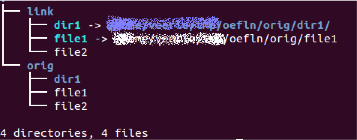 link
dir1 -> /oefln/orig/dir1/
file1 -> /oefln/orig/file1
file2
orig
dir1
file1
file2
4 directories, 4 files